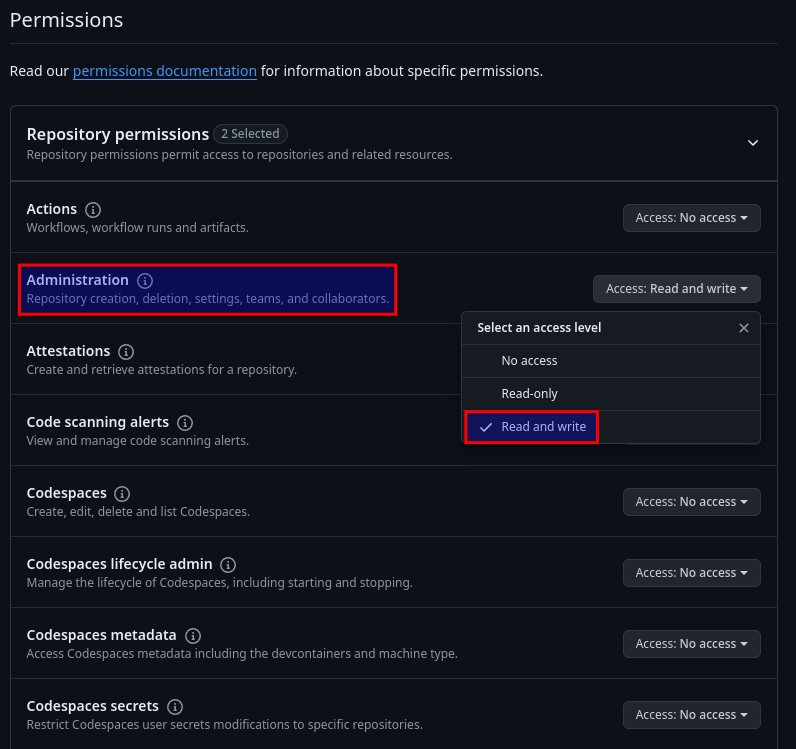 Permissions
Read our permissions documentation for information about specific permissions.
Repository permissions 2 Selected
Repository permissions permit access to repositories and related resources.
Actions
Workflows, workflow runs and artifacts.
Access: No access
Administration
Repository creation, deletion, settings, teams, and collaborators.
Access: Read and write
Select an access level
No access
Read-only
Read and write
Attestations
Create and retrieve attestations for a repository.
Code scanning alerts
View and manage code scanning alerts.
Codespaces
Create, edit, delete and list Codespaces.
Access: No access
Codespaces lifecycle admin
Manage the lifecycle of Codespaces, including starting and stopping.
Access: No access
Codespaces metadata
Access Codespaces metadata including the devcontainers and machine type.
Access: No access
Codespaces secrets
Restrict Codespaces user secrets modifications to specific repositories.
Access: No access